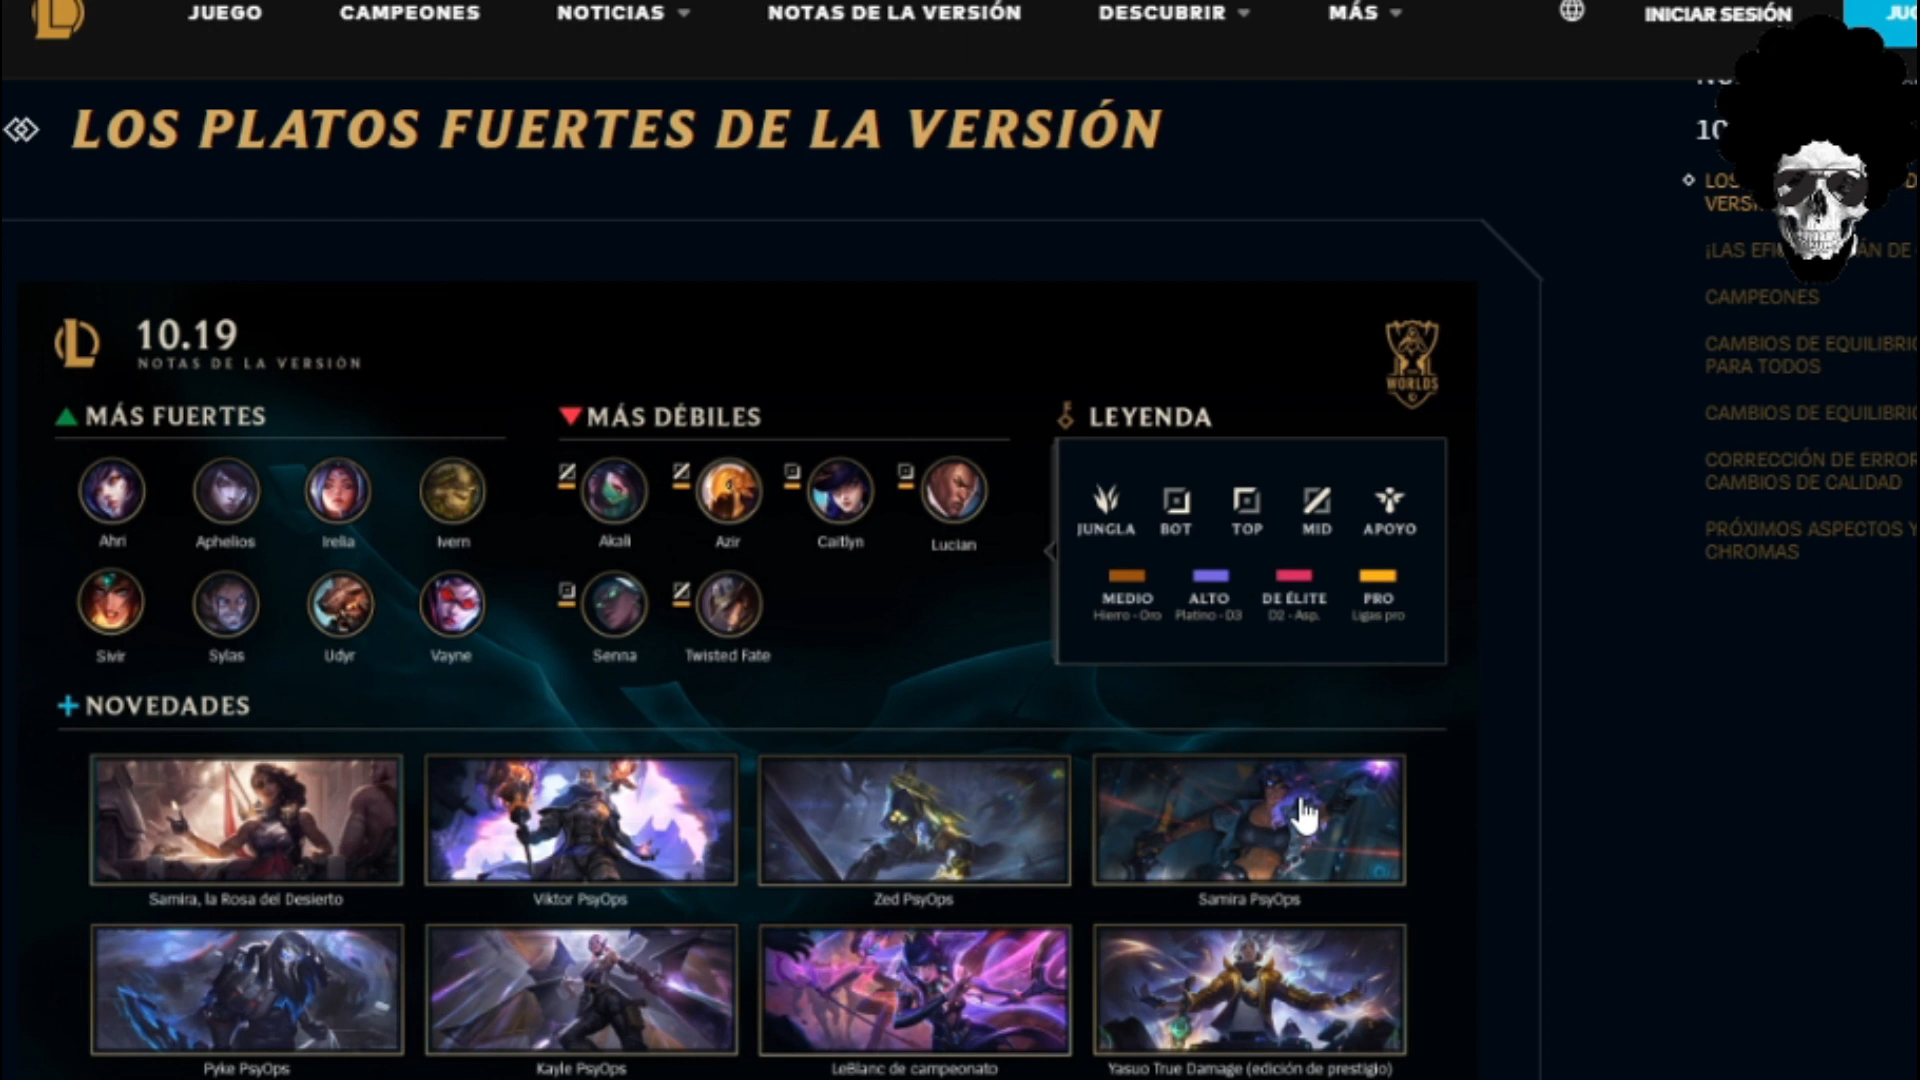 JUEGO CAMPEONES NOTICIAS NOTAS DE LA VERSIÓN DESCUBRIR MÁS INICIAR SESIÓN
LOS PLATOS FUERTES DE LA VERSIÓN
10.19
NOTAS DE LA VERSIÓN
WORLDS
MÁS FUERTES
Ahri Aphelios Irelia Ivern
Sivir Sylas Udyr Vayne
MÁS DÉBILES
Akali Azir Caitlyn Lucian
Senna Twisted Fate
LEYENDA
JUNGLA BOT TOP MID APOYO
MEDIO ALTO DE ÉLITE PRO
Hierro - Oro Platino - D3 D2 - Asp. Ligas pro
NOVEDADES
Samira, la Rosa del Desierto Viktor PsyOps Zed PsyOps Samira PsyOps
Pyke PsyOps Kayle PsyOps LeBlanc de campeonato Yasuo True Damage (edición de prestigio)
¡LAS
CAMPEONES
CAMBIOS DE
PARA TODOS
CAMBIOS DE
CORRECCIÓN DE
CAMBIOS DE CALIDAD
PRÓXIMOS ASPECTOS Y
CHROMAS